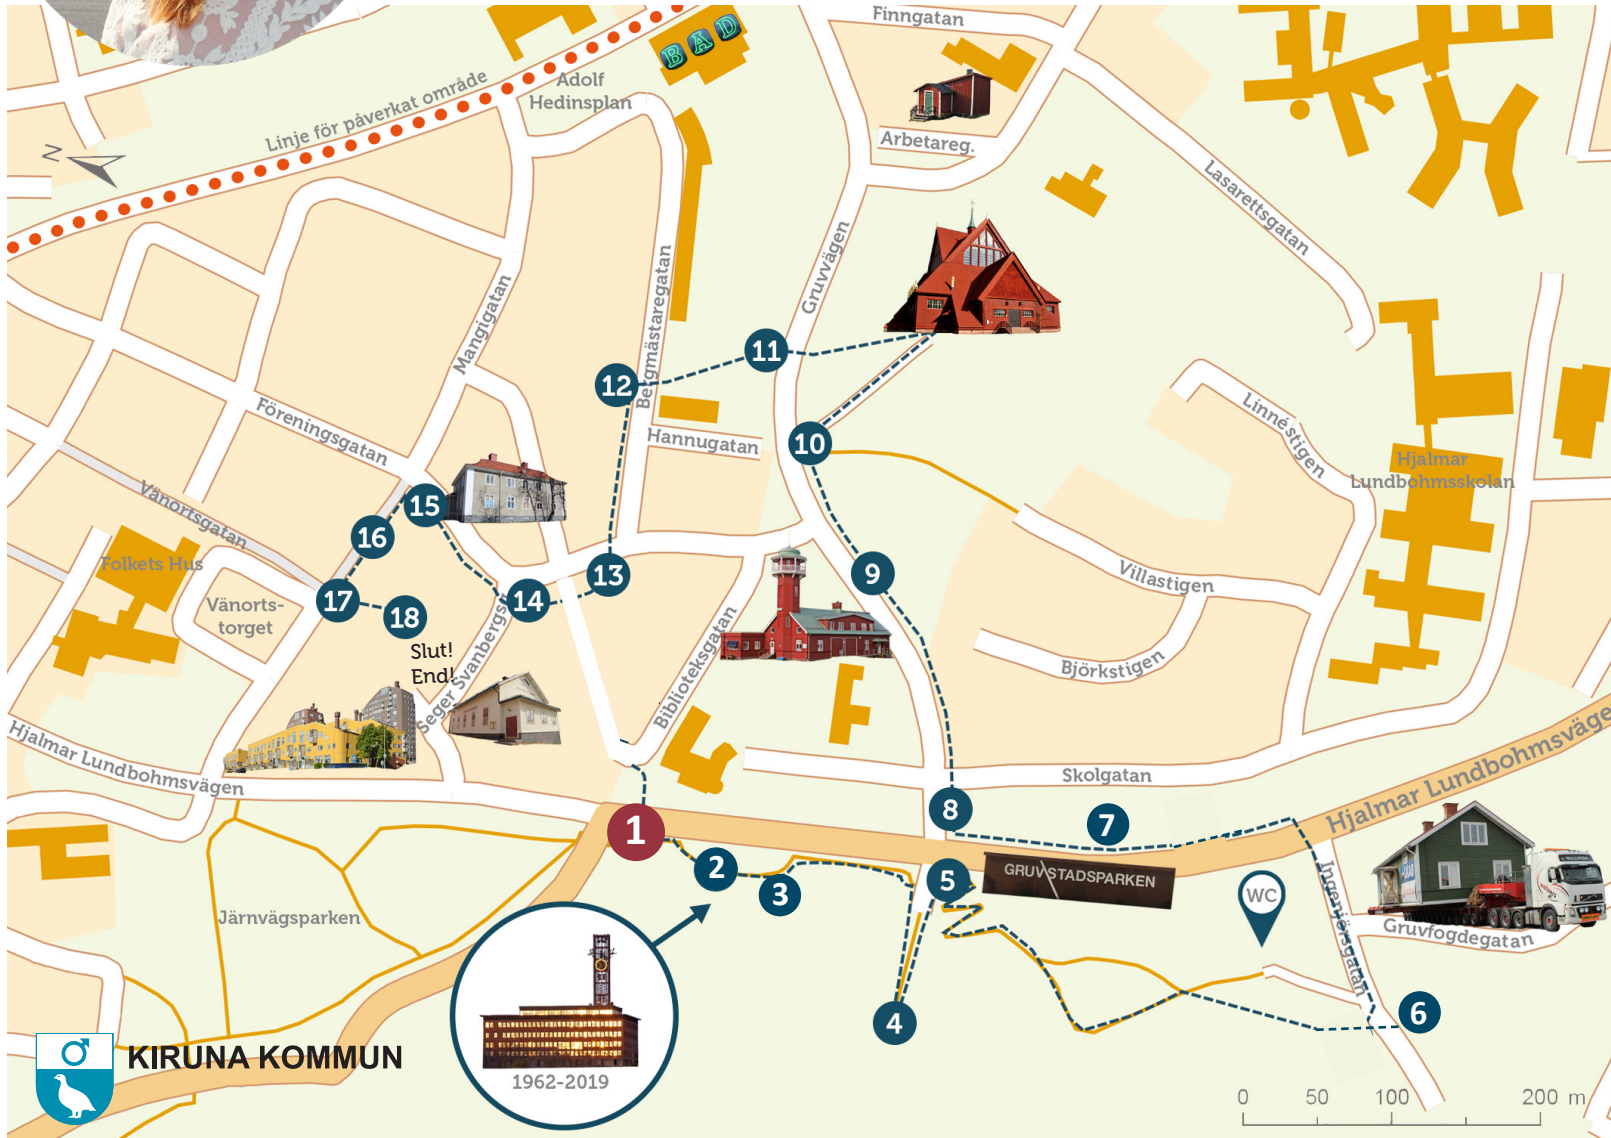 Finngatan
BAD
Adolf
Hedinsplan
Linje för påverkat område
N
Arbetareg.
Lasarettsgatan
Gruvvägen
Bergmästaregatan
Mangigatan
11
12
Föreningsgatan
Hannugatan
10
Linnéstigen
Hjalmar
Lundbohmsskolan
Vänortsgatan
15
16
Folkets Hus
13
9
Villastigen
17
14
18
Vänorts-
torget
Slut!
End!
Seger Svanbergsg.
Biblioteksgatan
Björkstigen
Hjalmar Lundbohmsvägen
Skolgatan
Hjalmar Lundbohmsväge
8
7
1
2
3
5
GRUVSTADSPARKEN
WC
Ingenjörsgatan
Gruvfogdegatan
Järnvägsparken
4
6
KIRUNA KOMMUN
1962-2019
0 50 100 200 m